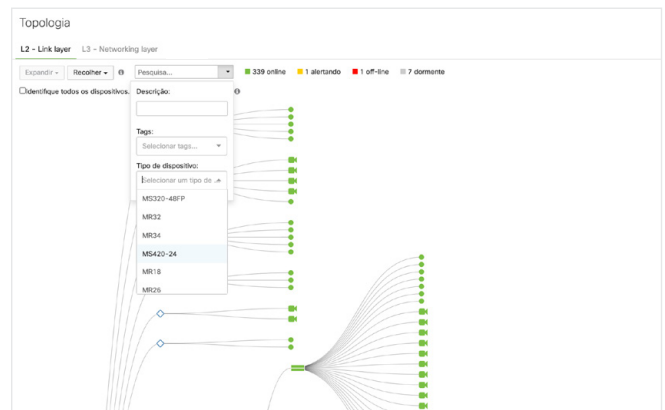 Topologia
L2 - Link layer L3 - Networking layer
Expandir Recolher Pesquisa... 339 online 1 alertando 1 off-line 7 dormente
Identifique todos os dispositivos.
Descrição:
Tags:
Selecionar tags...
Tipo de dispositivo:
Selecionar um tipo de ...
MS320-48FP
MR32
MR34
MS420-24
MR18
MR26